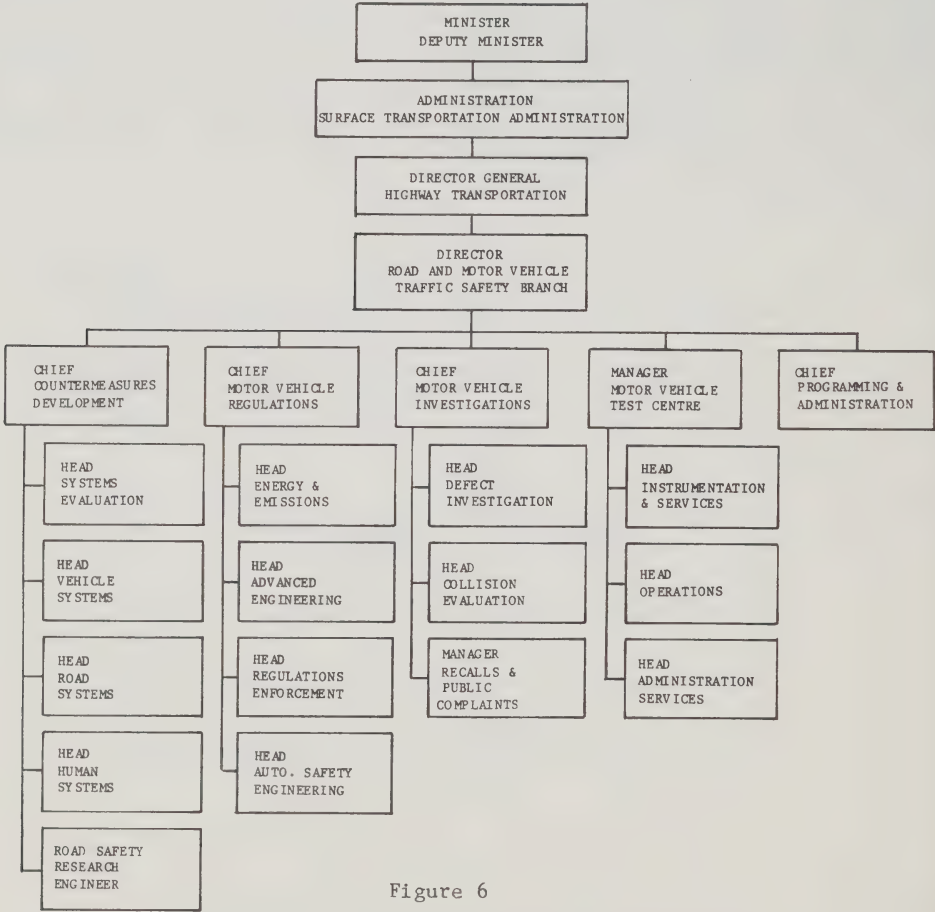 MINISTER
DEPUTY MINISTER
ADMINISTRATION
SURFACE TRANSPORTATION ADMINISTRATION
DIRECTOR GENERAL
HIGHWAY TRANSPORTATION
DIRECTOR
ROAD AND MOTOR VEHICLE
TRAFFIC SAFETY BRANCH
CHIEF
COUNTERMEASURES
DEVELOPMENT
HEAD
SYSTEMS
EVALUATION
HEAD
VEHICLE
SYSTEMS
HEAD
ROAD
SYSTEMS
HEAD
HUMAN
SYSTEMS
ROAD SAFETY
RESEARCH
ENGINEER
CHIEF
MOTOR VEHICLE
REGULATIONS
HEAD
ENERGY &
EMISSIONS
HEAD
ADVANCED
ENGINEERING
HEAD
REGULATIONS
ENFORCEMENT
HEAD
AUTO. SAFETY
ENGINEERING
CHIEF
MOTOR VEHICLE
INVESTIGATIONS
HEAD
DEFECT
INVESTIGATION
HEAD
COLLISION
EVALUATION
MANAGER
RECALLS &
PUBLIC
COMPLAINTS
MANAGER
MOTOR VEHICLE
TEST CENTRE
HEAD
INSTRUMENTATION
& SERVICES
HEAD
OPERATIONS
HEAD
ADMINISTRATION
SERVICES
CHIEF
PROGRAMMING &
ADMINISTRATION
Figure 6